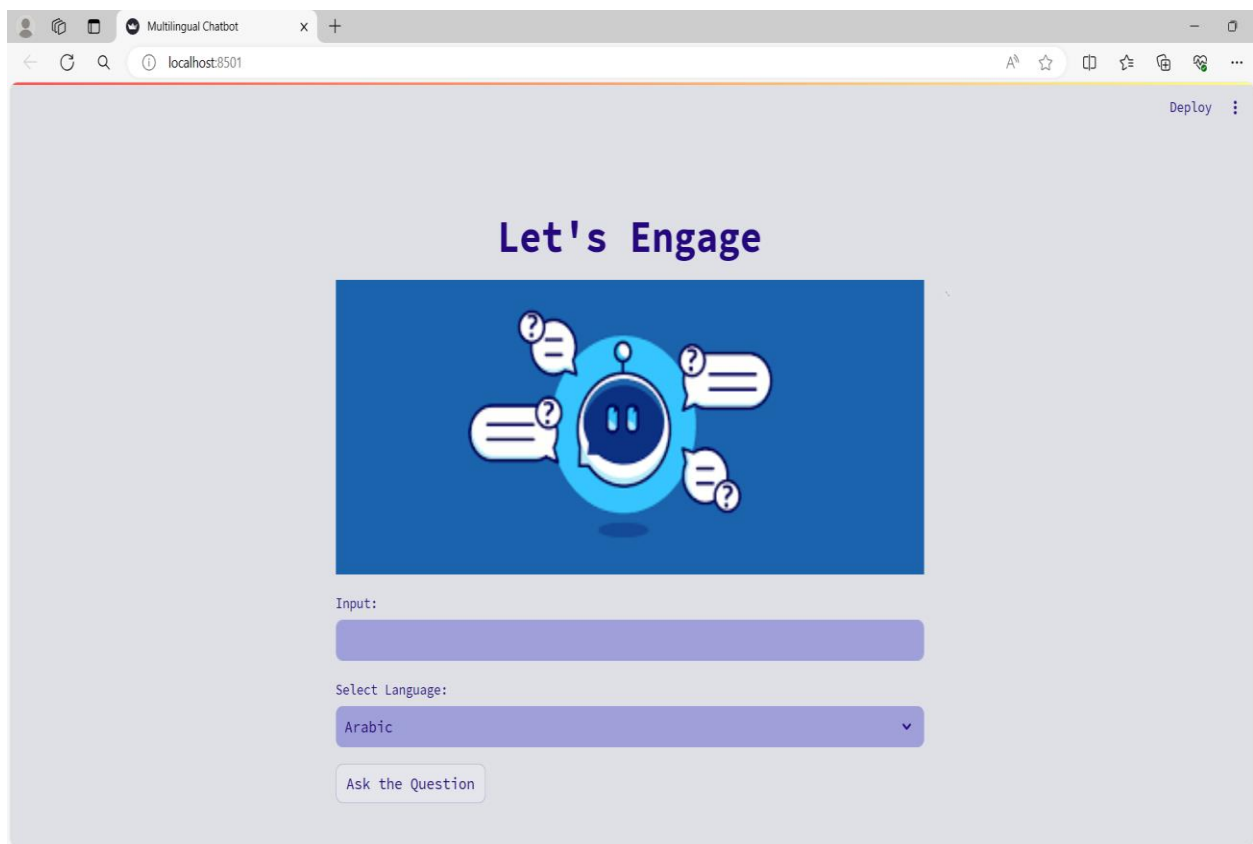 Multilingual Chatbot
localhost:8501
Deploy
Let's Engage
?
?
?
?
Input:
Select Language:
Arabic
Ask the Question